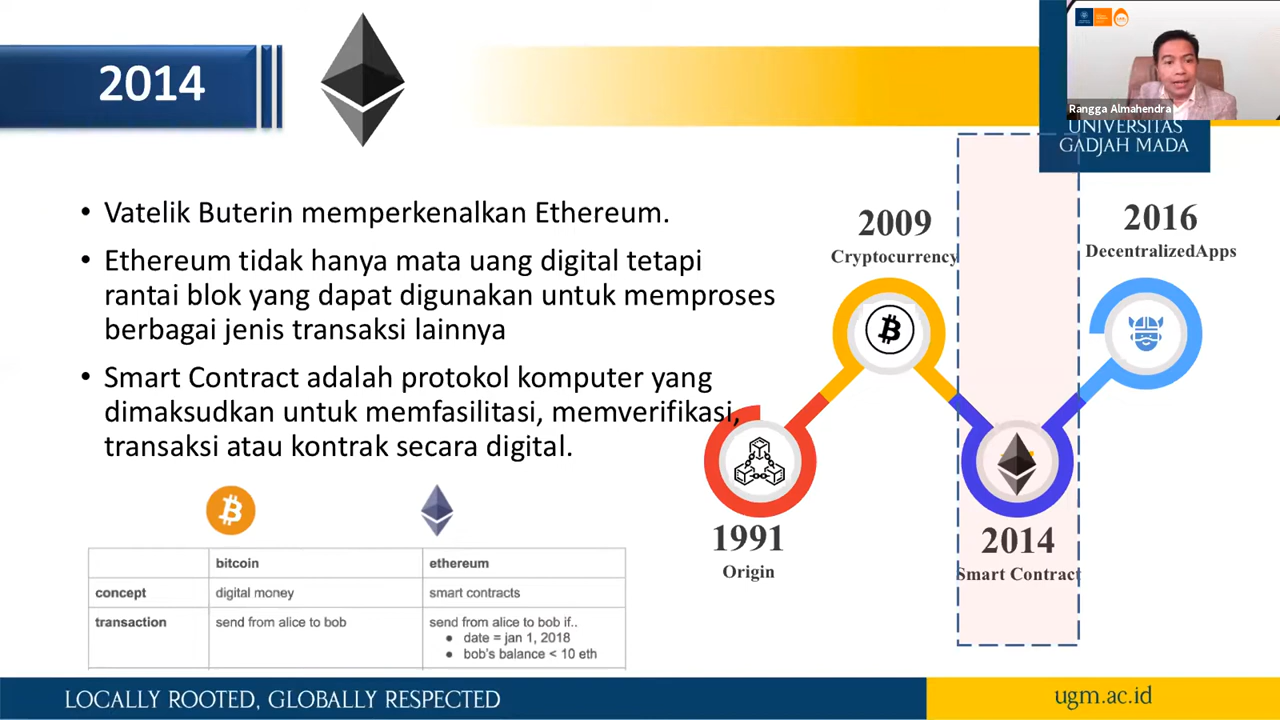 2014
Rangga Almahendra
UNIVERSITAS
GADJAH MADA
• Vatelik Buterin memperkenalkan Ethereum.
• Ethereum tidak hanya mata uang digital tetapi
rantai blok yang dapat digunakan untuk memproses
berbagai jenis transaksi lainnya
• Smart Contract adalah protokol komputer yang
dimaksudkan untuk memfasilitasi, memverifikasi,
transaksi atau kontrak secara digital.
2009
Cryptocurrency
2016
DecentralizedApps
1991
Origin
2014
Smart Contract
bitcoin ethereum
concept digital money smart contracts
transaction send from alice to bob send from alice to bob if..
● date = jan 1, 2018
● bob's balance < 10 eth
LOCALLY ROOTED, GLOBALLY RESPECTED
ugm.ac.id